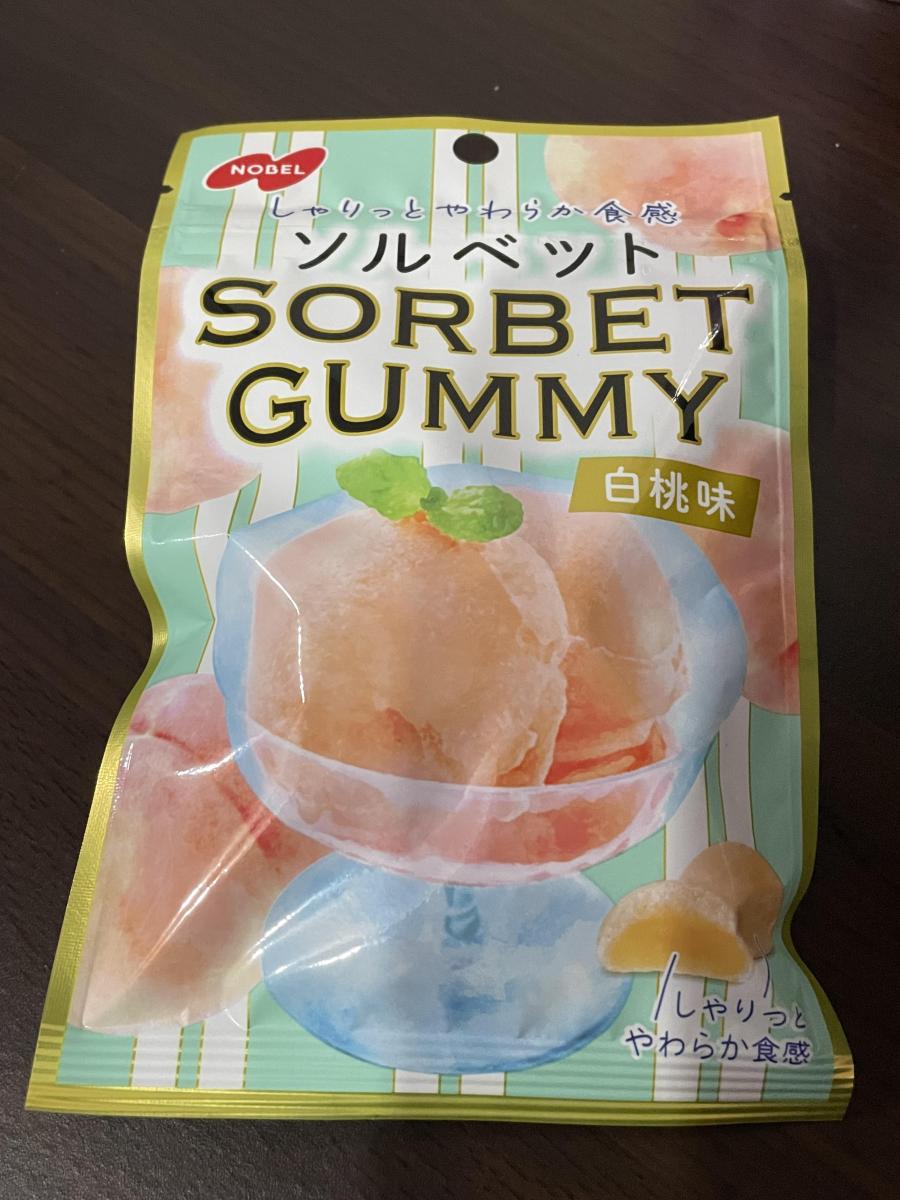 NOBEL
しゃりっとやわらか食感
ソルベット
SORBET
GUMMY
白桃味
しゃりっと
やわらか食感